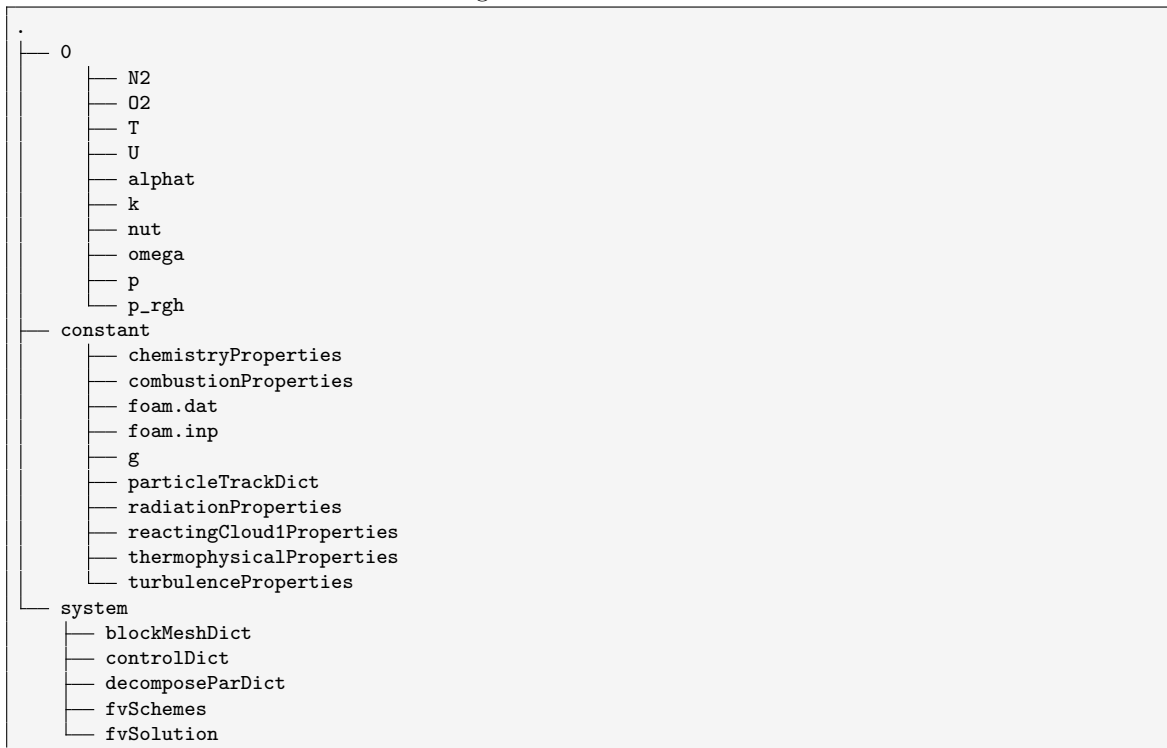 .
├── 0
│   ├── N2
│   ├── O2
│   ├── T
│   ├── U
│   ├── alphat
│   ├── k
│   ├── nut
│   ├── omega
│   ├── p
│   └── p_rgh
├── constant
│   ├── chemistryProperties
│   ├── combustionProperties
│   ├── foam.dat
│   ├── foam.inp
│   ├── g
│   ├── particleTrackDict
│   ├── radiationProperties
│   ├── reactingCloud1Properties
│   ├── thermophysicalProperties
│   └── turbulenceProperties
└── system
    ├── blockMeshDict
    ├── controlDict
    ├── decomposeParDict
    ├── fvSchemes
    └── fvSolution